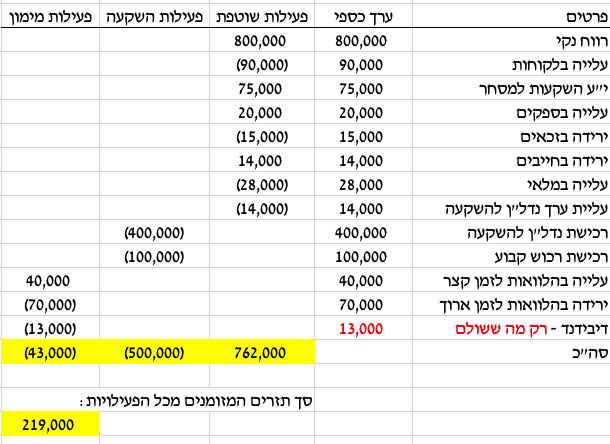 פרטים ערך כספי פעילות שוטפת פעילות השקעה פעילות מימון
רווח נקי 800,000 800,000
עלייה בלקוחות 90,000 (90,000)
י"ע השקעות למסחר 75,000 75,000
עלייה בספקים 20,000 20,000
ירידה בזכאים 15,000 (15,000)
ירידה בחייבים 14,000 14,000
עלייה במלאי 28,000 (28,000)
עליית ערך נדל"ן להשקעה 14,000 (14,000)
רכישת נדל"ן להשקעה 400,000 (400,000)
רכישת רכוש קבוע 100,000 (100,000)
עלייה בהלוואות לזמן קצר 40,000 40,000
ירידה בהלוואות לזמן ארוך 70,000 (70,000)
דיבידנד - רק מה ששולם 13,000 (13,000)
סה"כ 762,000 (500,000) (43,000)
סך תזרים המזומנים מכל הפעילויות :
219,000